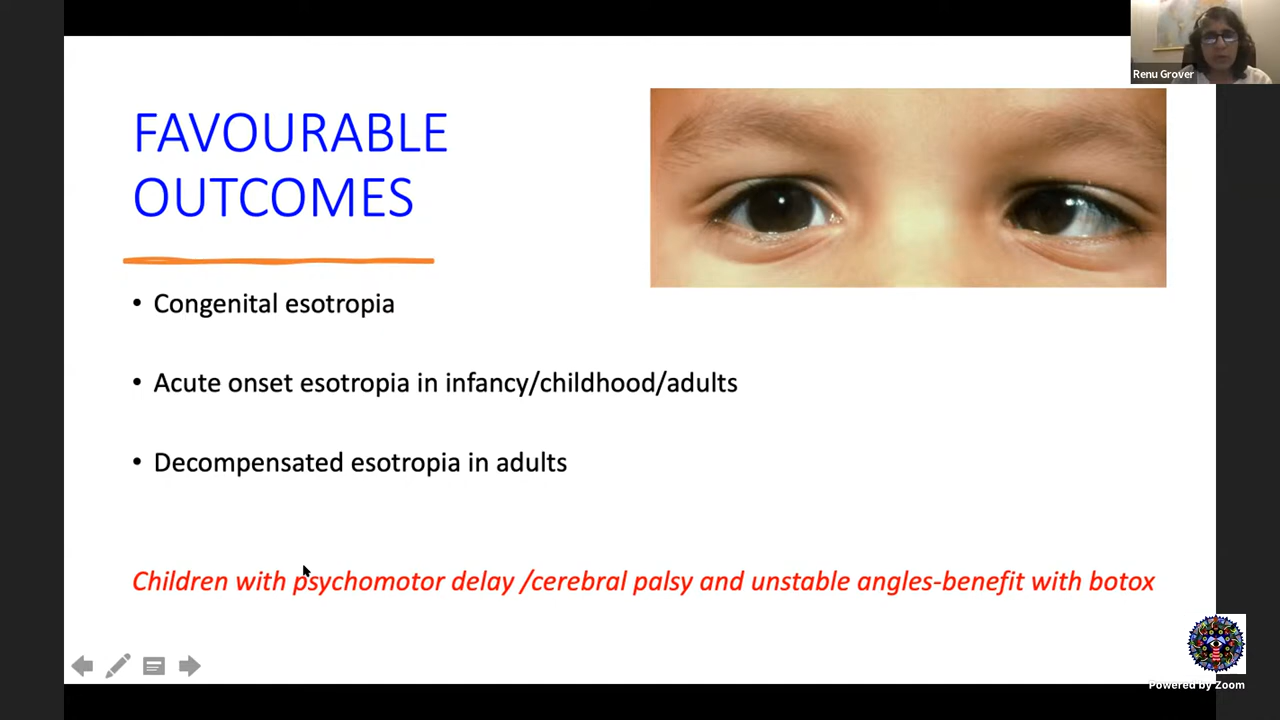 Renu Grover
FAVOURABLE
OUTCOMES
• Congenital esotropia
• Acute onset esotropia in infancy/childhood/adults
• Decompensated esotropia in adults
Children with psychomotor delay /cerebral palsy and unstable angles-benefit with botox
Powered by Zoom